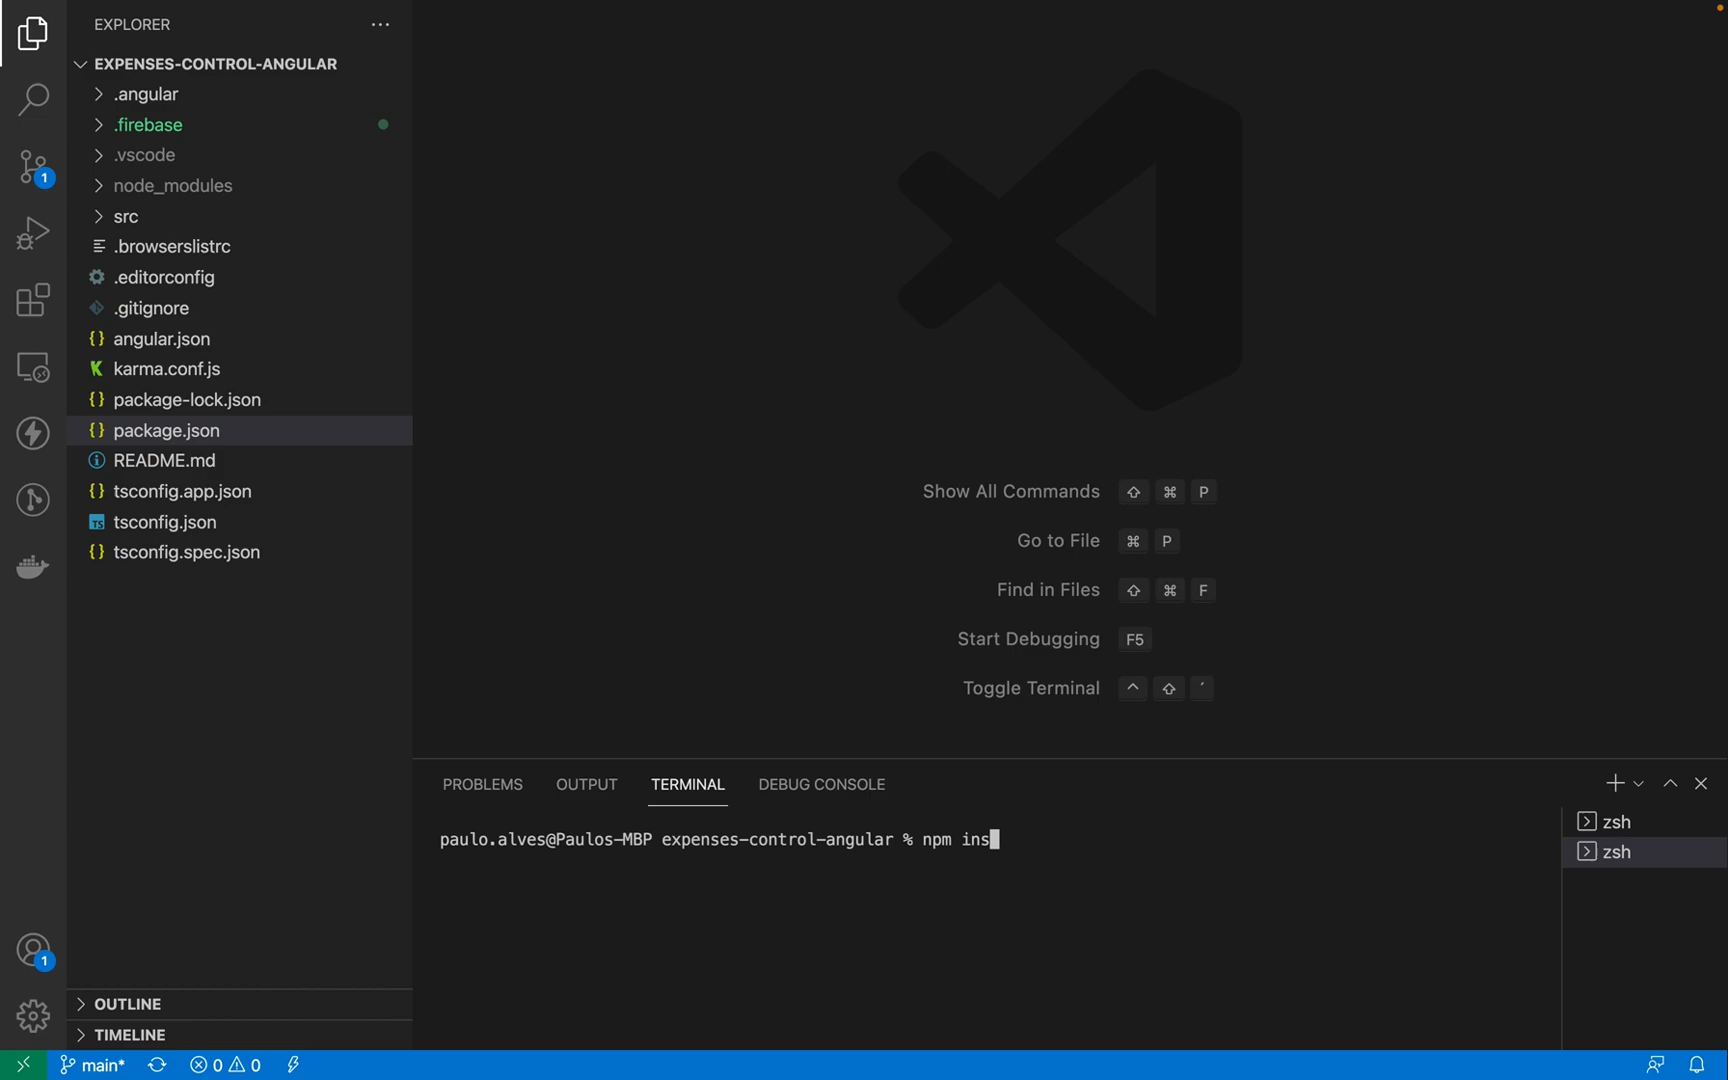 EXPLORER
EXPENSES-CONTROL-ANGULAR
.angular
.firebase
.vscode
node_modules
src
.browserslistrc
.editorconfig
.gitignore
{} angular.json
karma.conf.js
{} package-lock.json
{} package.json
README.md
{} tsconfig.app.json
TS tsconfig.json
{} tsconfig.spec.json
OUTLINE
TIMELINE
1
1
Show All Commands ⇧ ⌘ P
Go to File ⌘ P
Find in Files ⇧ ⌘ F
Start Debugging F5
Toggle Terminal ^ ⇧ ´
PROBLEMS OUTPUT TERMINAL DEBUG CONSOLE
paulo.alves@Paulos-MBP expenses-control-angular % npm ins
zsh
zsh
main* 0 0